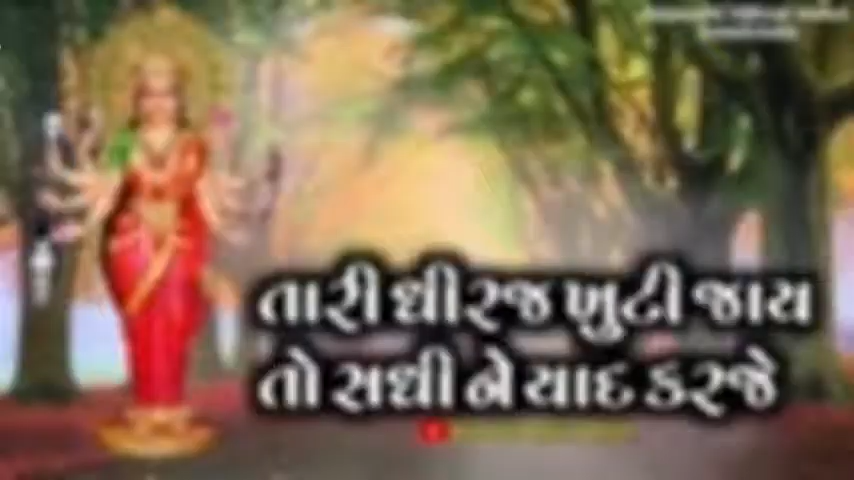 તારી ધીરજ ખુટી જાય
તો સધી ને યાદ કરજે